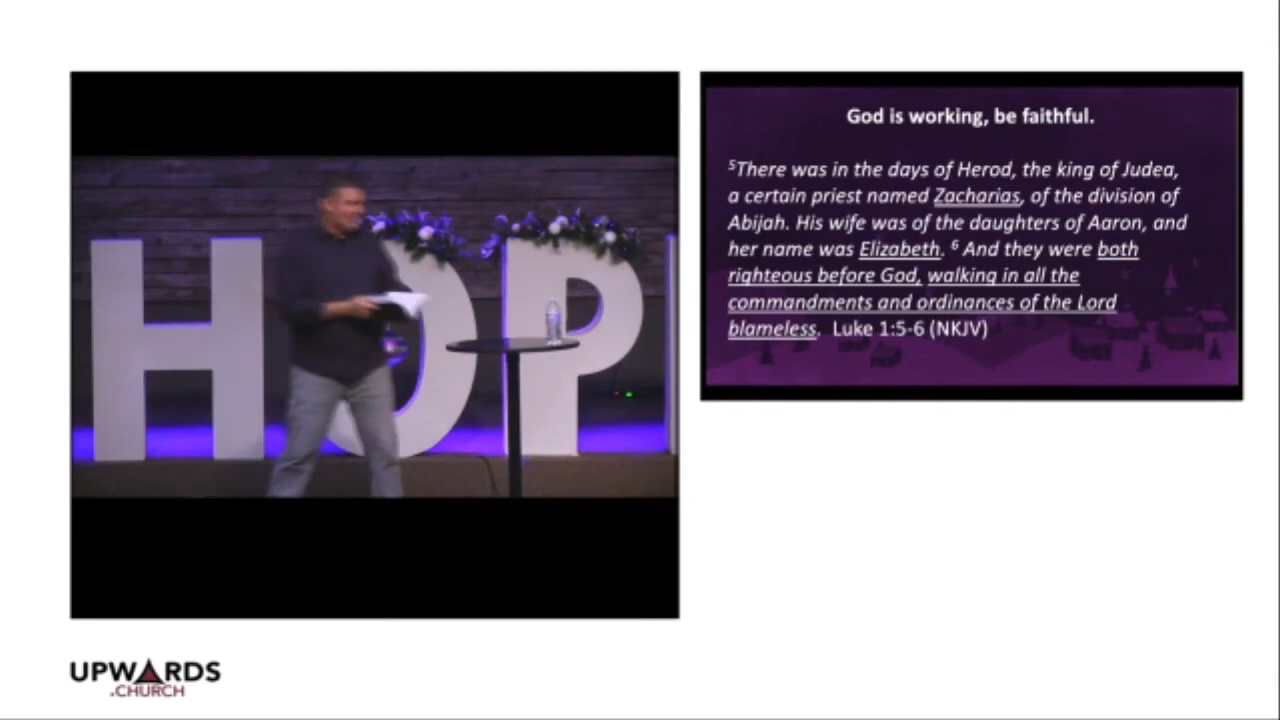 HOP
God is working, be faithful.
⁵There was in the days of Herod, the king of Judea,
a certain priest named Zacharias, of the division of
Abijah. His wife was of the daughters of Aaron, and
her name was Elizabeth. ⁶ And they were both
righteous before God, walking in all the
commandments and ordinances of the Lord
blameless. Luke 1:5-6 (NKJV)
UPWARDS
.CHURCH